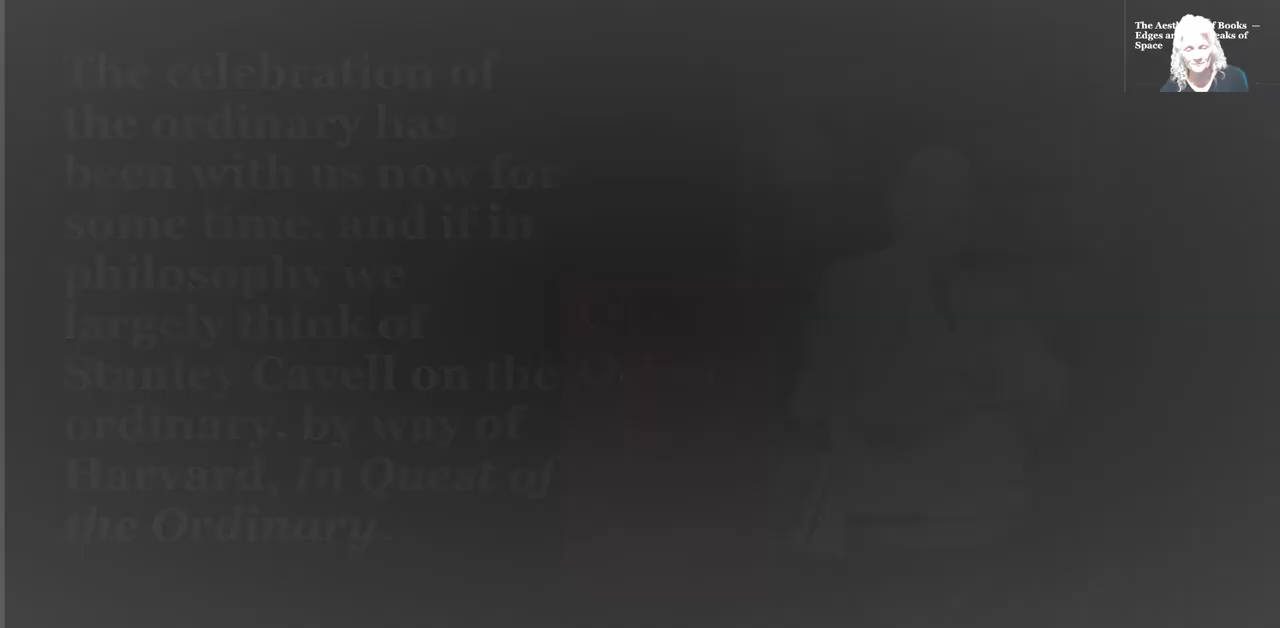 The celebration of
the ordinary has
been with us now for
some time, and if in
philosophy we
largely think of
Stanley Cavell on the
ordinary, by way of
Harvard, In Quest of
the Ordinary.
Books —
Edges
of
Space